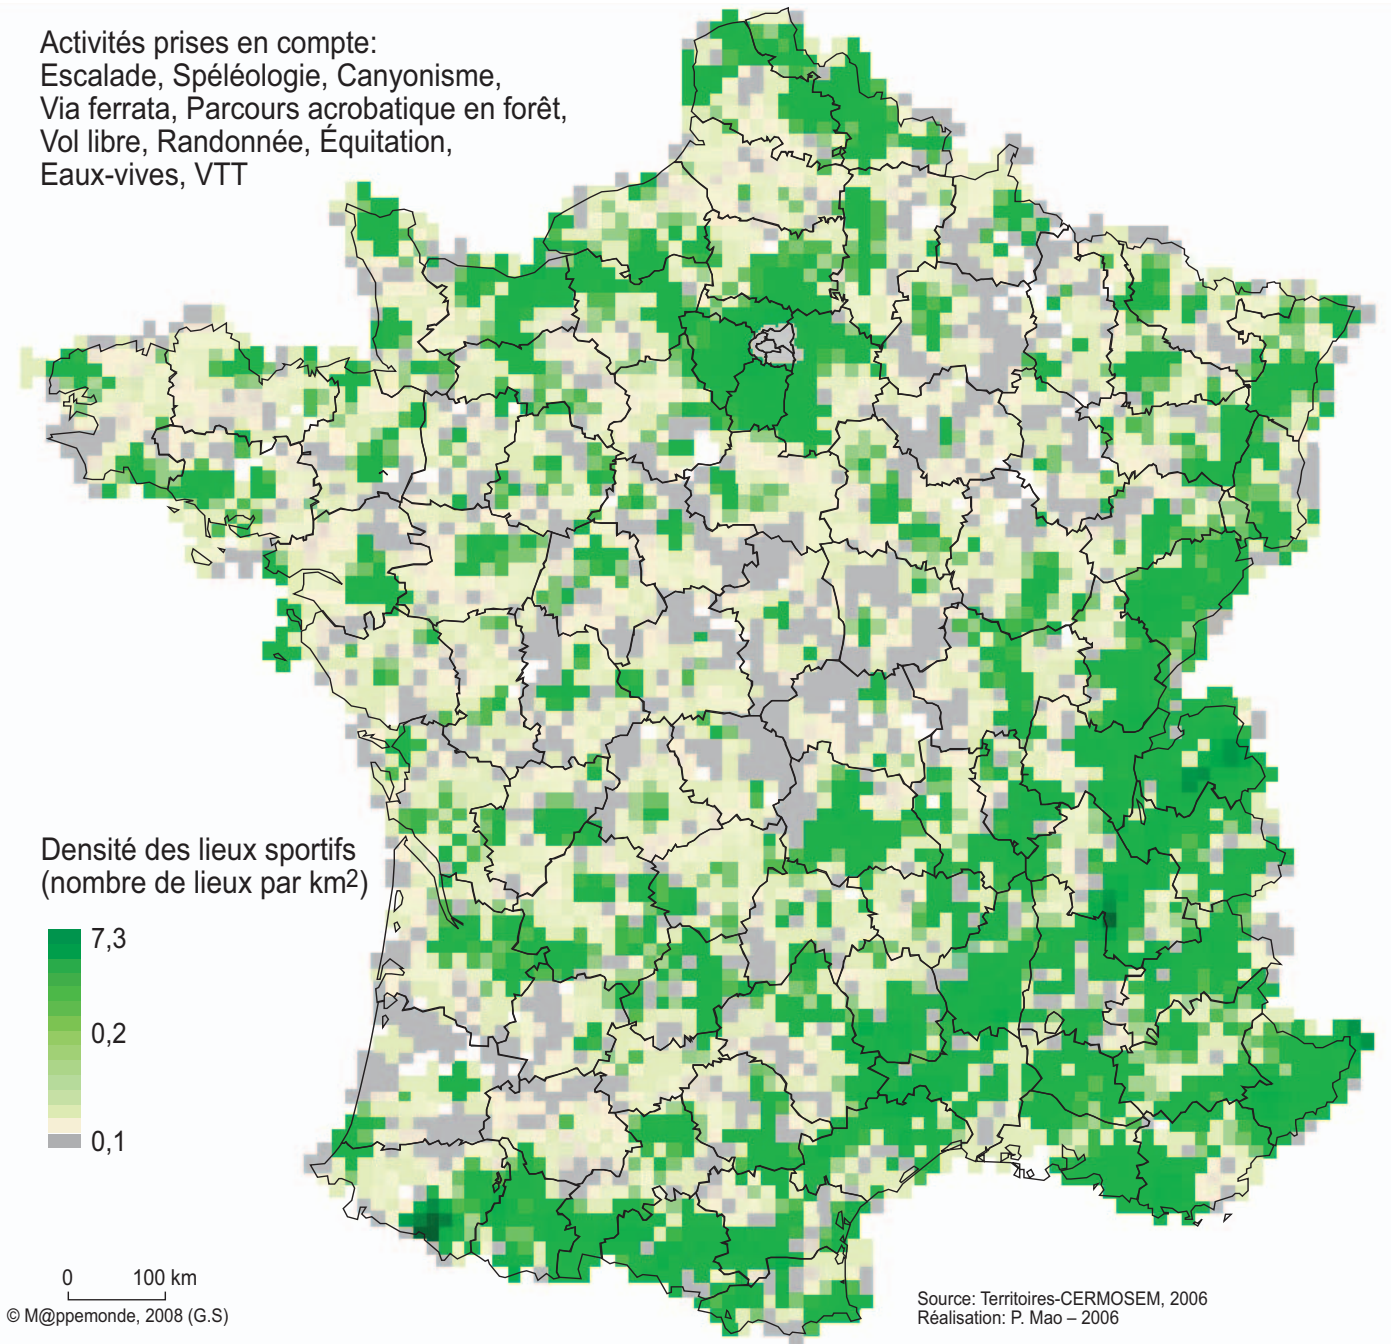 Activités prises en compte:
Escalade, Spéléologie, Canyonisme,
Via ferrata, Parcours acrobatique en forêt,
Vol libre, Randonnée, Équitation,
Eaux-vives, VTT
Densité des lieux sportifs
(nombre de lieux par km²)
7,3
0,2
0,1
0 100 km
© M@ppemonde, 2008 (G.S)
Source: Territoires-CERMOSEM, 2006
Réalisation: P. Mao – 2006